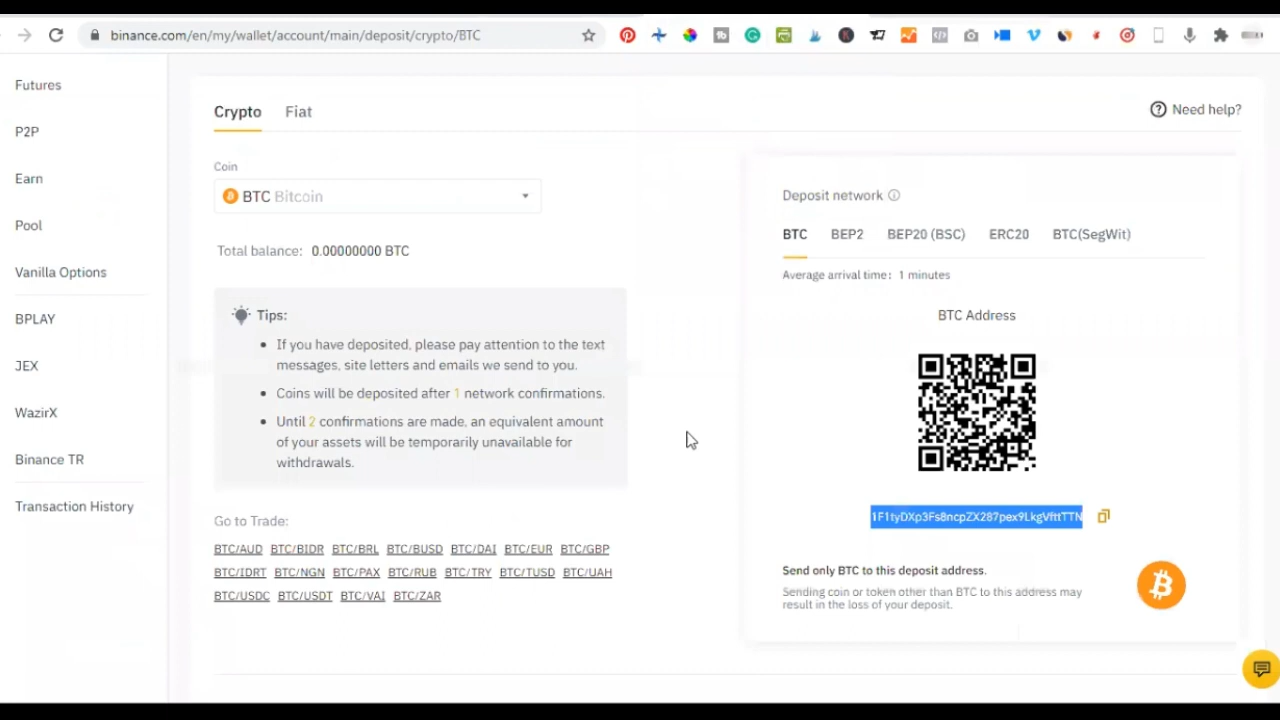 binance.com/en/my/wallet/account/main/deposit/crypto/BTC
Futures
P2P
Earn
Pool
Vanilla Options
BPLAY
JEX
WazirX
Binance TR
Transaction History
Crypto Fiat
Need help?
Coin
BTC Bitcoin
Total balance: 0.00000000 BTC
Tips:
• If you have deposited, please pay attention to the text
messages, site letters and emails we send to you.
• Coins will be deposited after 1 network confirmations.
• Until 2 confirmations are made, an equivalent amount
of your assets will be temporarily unavailable for
withdrawals.
Go to Trade:
BTC/AUD BTC/BIDR BTC/BRL BTC/BUSD BTC/DAI BTC/EUR BTC/GBP
BTC/IDRT BTC/NGN BTC/PAX BTC/RUB BTC/TRY BTC/TUSD BTC/UAH
BTC/USDC BTC/USDT BTC/VAI BTC/ZAR
Deposit network
BTC BEP2 BEP20 (BSC) ERC20 BTC(SegWit)
Average arrival time: 1 minutes
BTC Address
1F1tyDXp3Fs8ncpZX287pex9LkgVfttTTN
Send only BTC to this deposit address.
Sending coin or token other than BTC to this address may
result in the loss of your deposit.